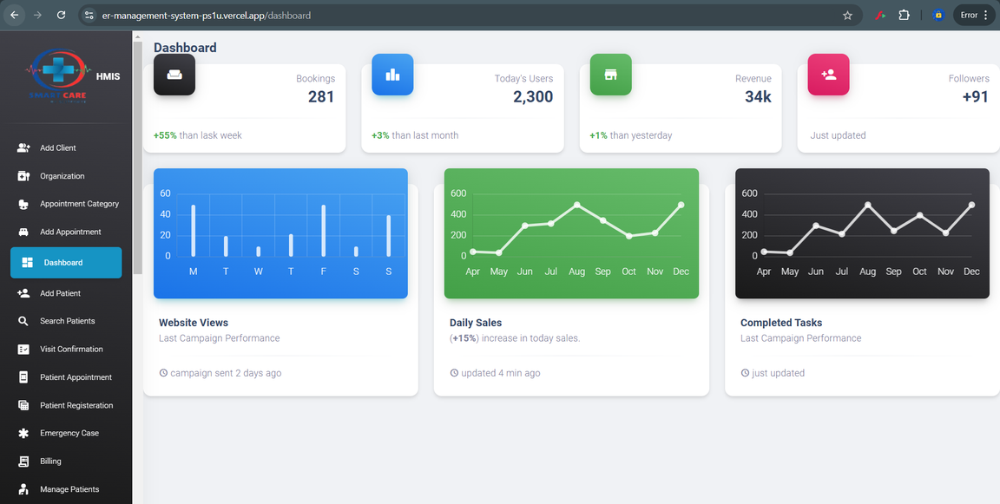 er-management-system-ps1u.vercel.app/dashboard
Error
SMART CARE
HMIS
Add Client
Organization
Appointment Category
Add Appointment
Dashboard
Add Patient
Search Patients
Visit Confirmation
Patient Appointment
Patient Registeration
Emergency Case
Billing
Manage Patients
Dashboard
Bookings
281
+55% than lask week
Today's Users
2,300
+3% than last month
Revenue
34k
+1% than yesterday
Followers
+91
Just updated
60
40
20
0
M T W T F S S
Website Views
Last Campaign Performance
campaign sent 2 days ago
600
400
200
0
Apr May Jun Jul Aug Sep Oct Nov Dec
Daily Sales
(+15%) increase in today sales.
updated 4 min ago
600
400
200
0
Apr May Jun Jul Aug Sep Oct Nov Dec
Completed Tasks
Last Campaign Performance
just updated